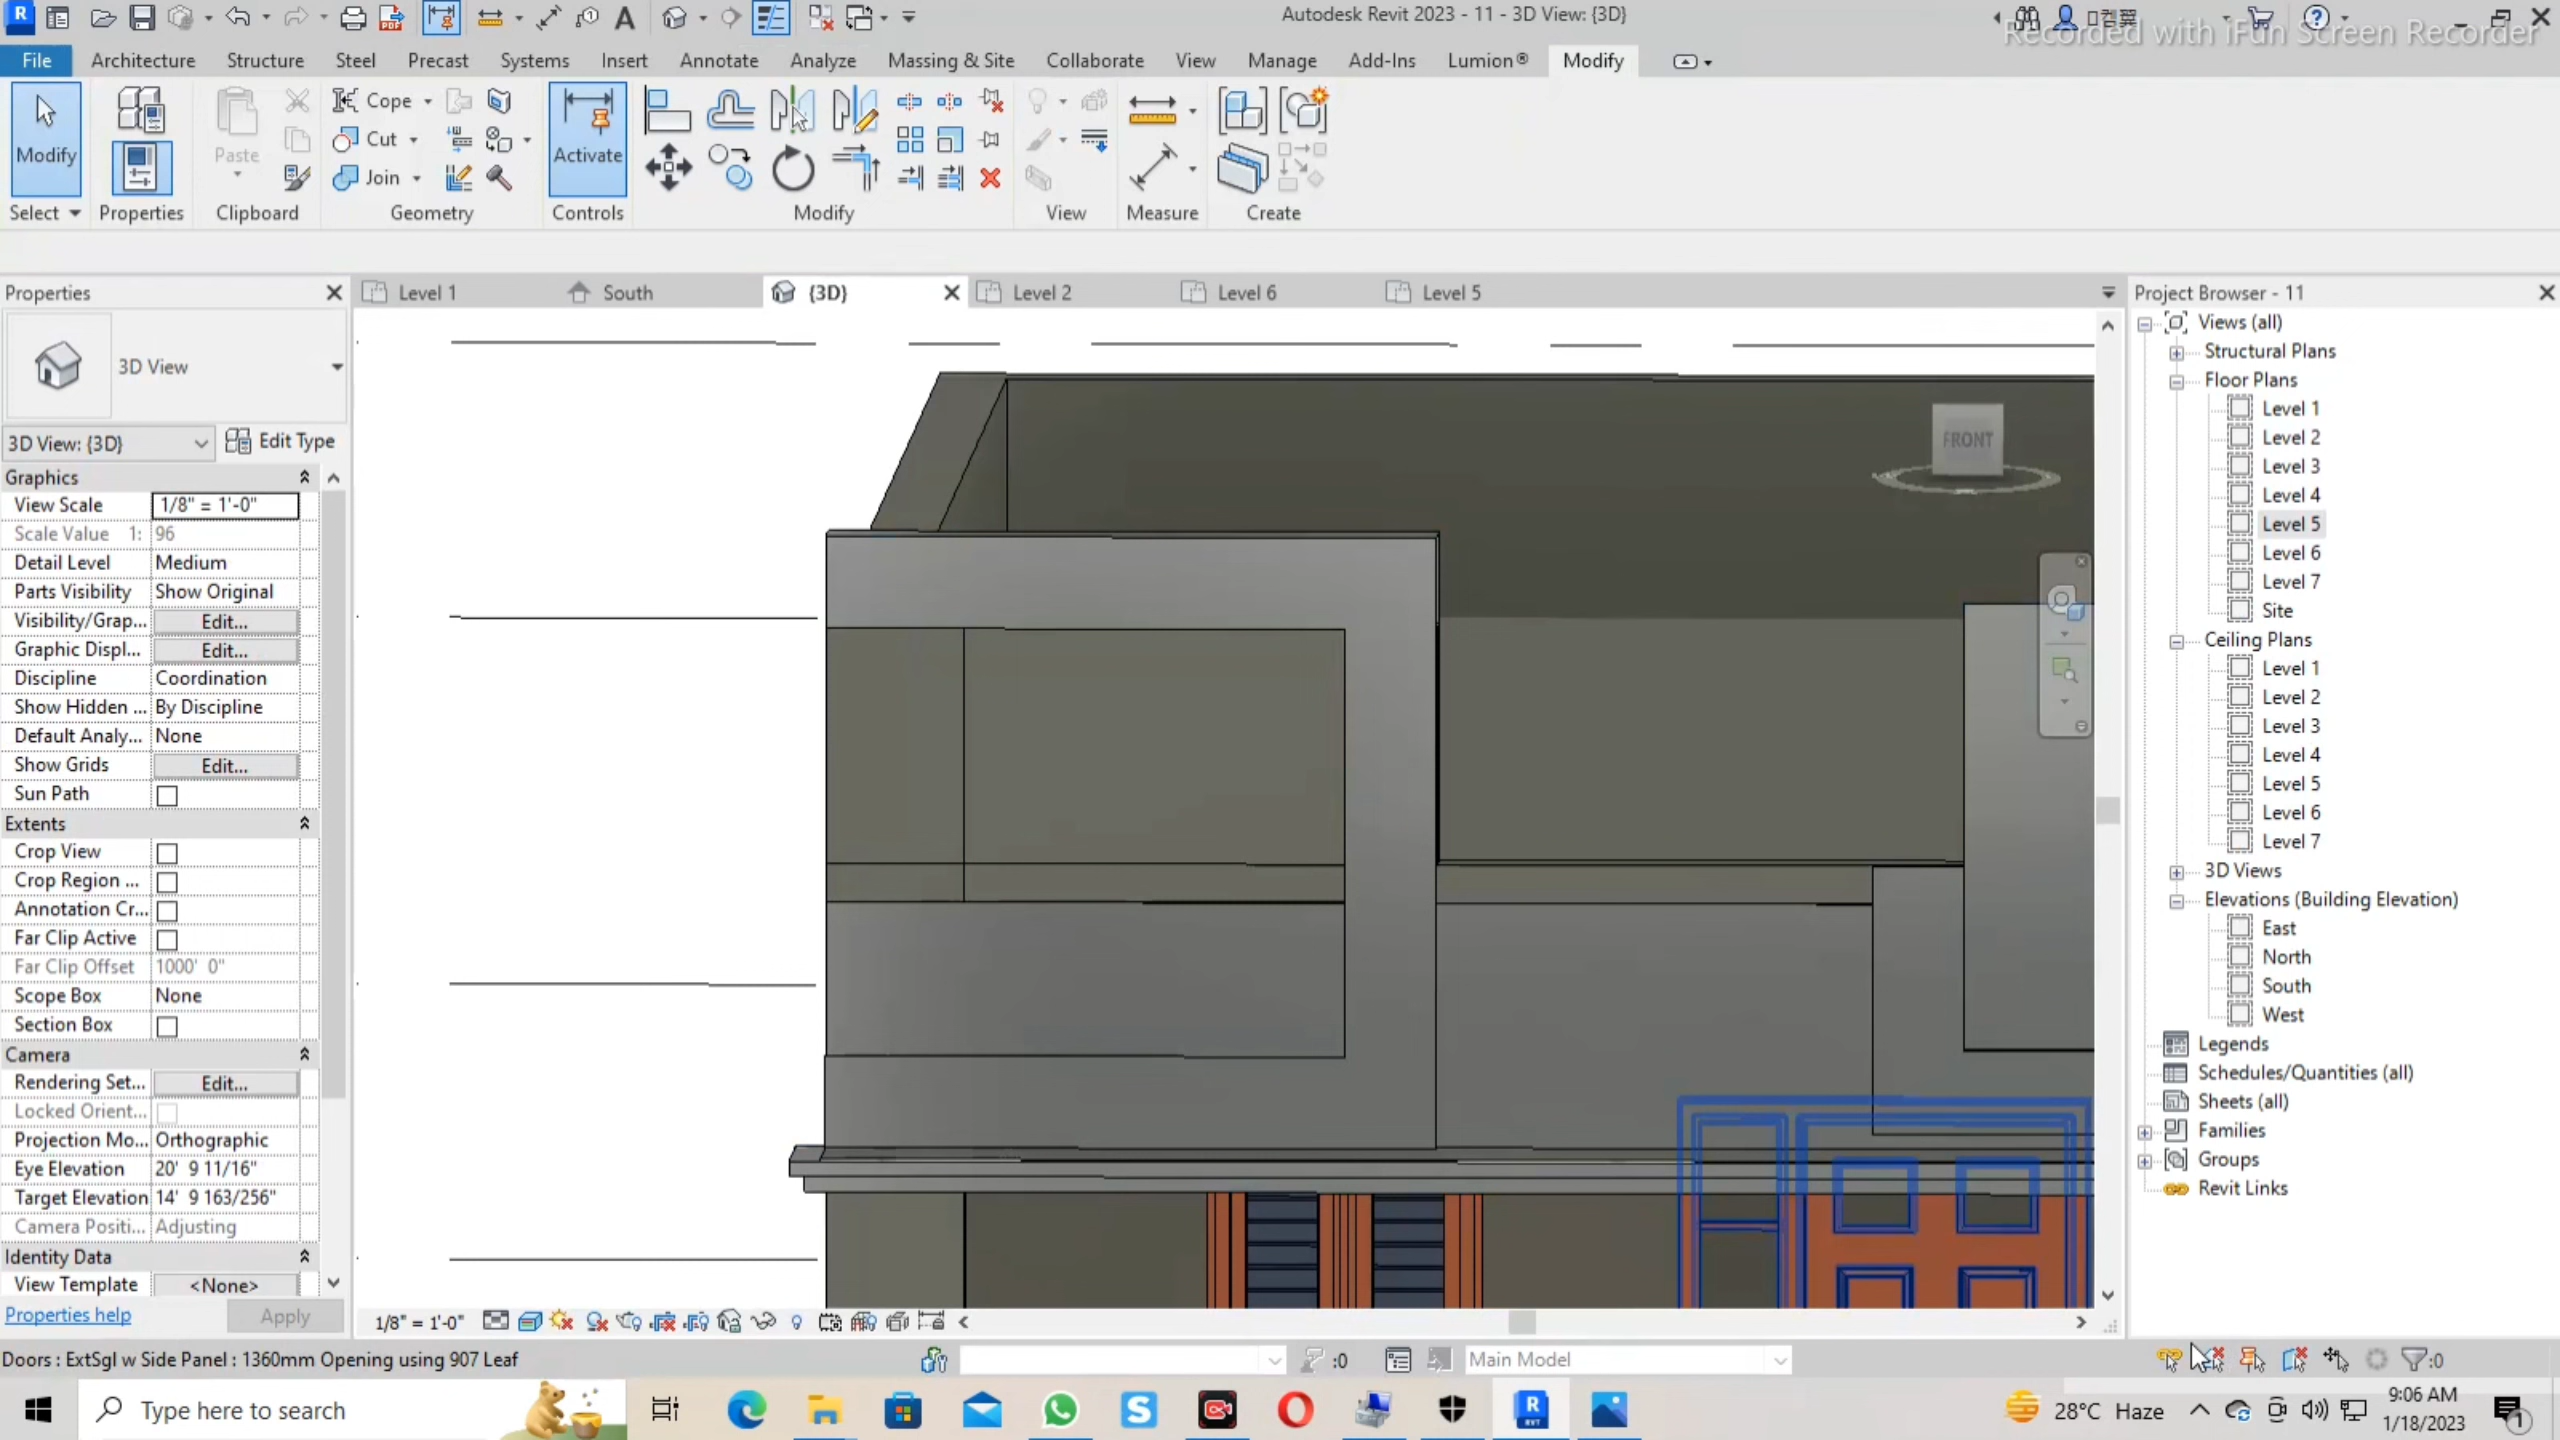 Autodesk Revit 2023 - 11 - 3D View: {3D}
Recorded with iFun Screen Recorder
File Architecture Structure Steel Precast Systems Insert Annotate Analyze Massing & Site Collaborate View Manage Add-Ins Lumion® Modify
Modify
Paste
Cope
Cut
Join
Activate
Select Properties Clipboard Geometry Controls Modify View Measure Create
Properties
Level 1 South {3D} Level 2 Level 6 Level 5
3D View
3D View: {3D} Edit Type
Graphics
View Scale 1/8" = 1'-0"
Scale Value 1: 96
Detail Level Medium
Parts Visibility Show Original
Visibility/Grap... Edit...
Graphic Displ... Edit...
Discipline Coordination
Show Hidden ... By Discipline
Default Analy... None
Show Grids Edit...
Sun Path
Extents
Crop View
Crop Region ...
Annotation Cr...
Far Clip Active
Far Clip Offset 1000' 0"
Scope Box None
Section Box
Camera
Rendering Set... Edit...
Locked Orient...
Projection Mo... Orthographic
Eye Elevation 20' 9 11/16"
Target Elevation 14' 9 163/256"
Camera Positi... Adjusting
Identity Data
View Template <None>
Properties help Apply
FRONT
1/8" = 1'-0"
Project Browser - 11
Views (all)
Structural Plans
Floor Plans
Level 1
Level 2
Level 3
Level 4
Level 5
Level 6
Level 7
Site
Ceiling Plans
Level 1
Level 2
Level 3
Level 4
Level 5
Level 6
Level 7
3D Views
Elevations (Building Elevation)
East
North
South
West
Legends
Schedules/Quantities (all)
Sheets (all)
Families
Groups
Revit Links
Doors : ExtSgl w Side Panel : 1360mm Opening using 907 Leaf
:0
Main Model
:0
Type here to search
28°C Haze
9:06 AM
1/18/2023
1